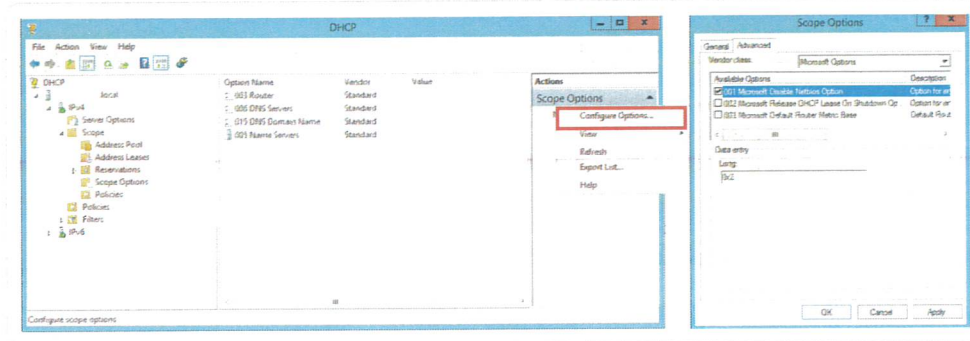 DHCP
File Action View Help
DHCP
local
IPv4
Server Options
Scope
Address Pool
Address Leases
Reservations
Scope Options
Policies
Policies
Filters
IPv6
Option Name Vendor Value
003 Router Standard
006 DNS Servers Standard
015 DNS Domain Name Standard
Name Servers Standard
Actions
Scope Options
Configure Options...
View
Refresh
Export List...
Help
Configure scope options
Scope Options
General Advanced
Vendor class: Microsoft Options
Available Options Description
001 Microsoft Disable Netbios Option Option for
002 Microsoft Release DHCP Lease On Shutdown Op Option for
Microsoft Default Router Metric Base Default
Data entry
Long:
0x2
OK Cancel Apply